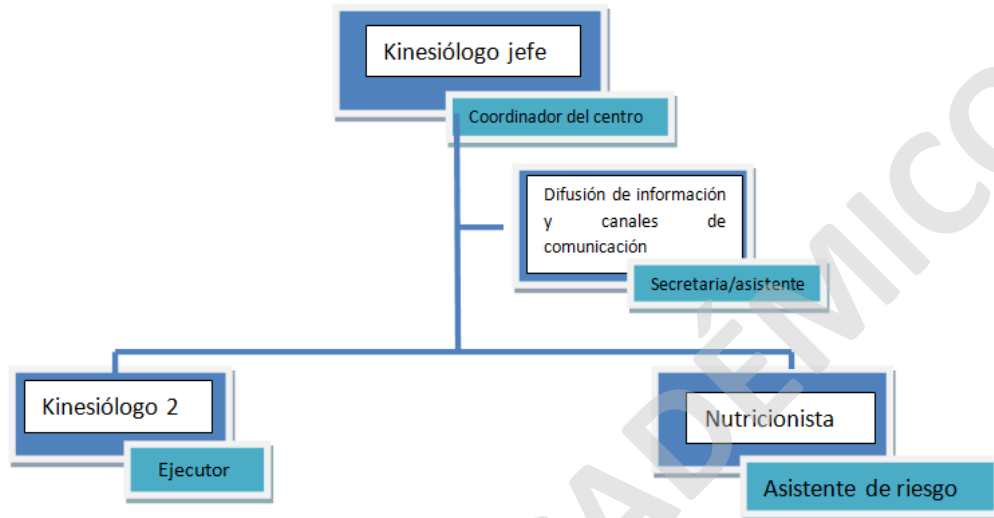 Kinesiólogo jefe
Coordinador del centro
Difusión de información
y canales de
comunicación
Secretaria/asistente
Kinesiólogo 2
Ejecutor
Nutricionista
Asistente de riesgo
ADÉMICO